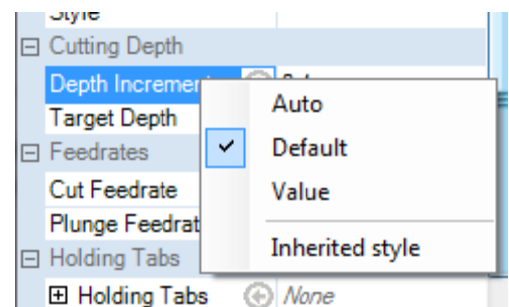 Style
Cutting Depth
Depth Incremen
Target Depth
Feedrates
Cut Feedrate
Plunge Feedrat
Holding Tabs
Holding Tabs None
Auto
Default
Value
Inherited style